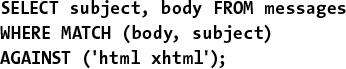 SELECT subject, body FROM messages
WHERE MATCH (body, subject)
AGAINST ('html xhtml');